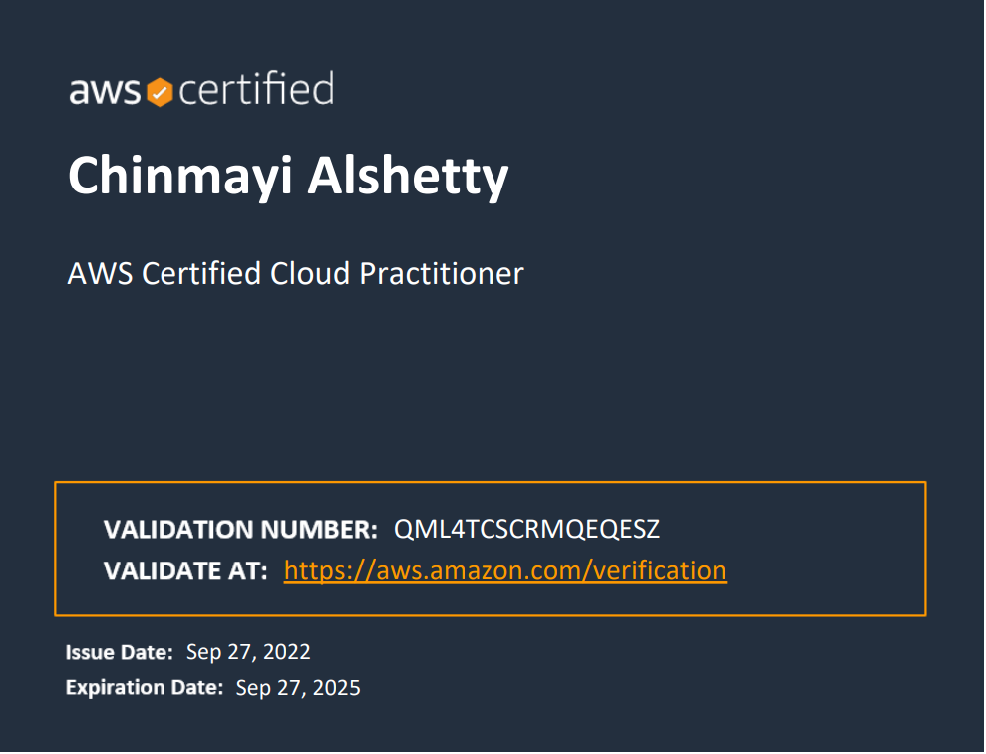 aws certified
Chinmayi Alshetty
AWS Certified Cloud Practitioner
VALIDATION NUMBER: QML4TCSCRMQEQESZ
VALIDATE AT: https://aws.amazon.com/verification
Issue Date: Sep 27, 2022
Expiration Date: Sep 27, 2025